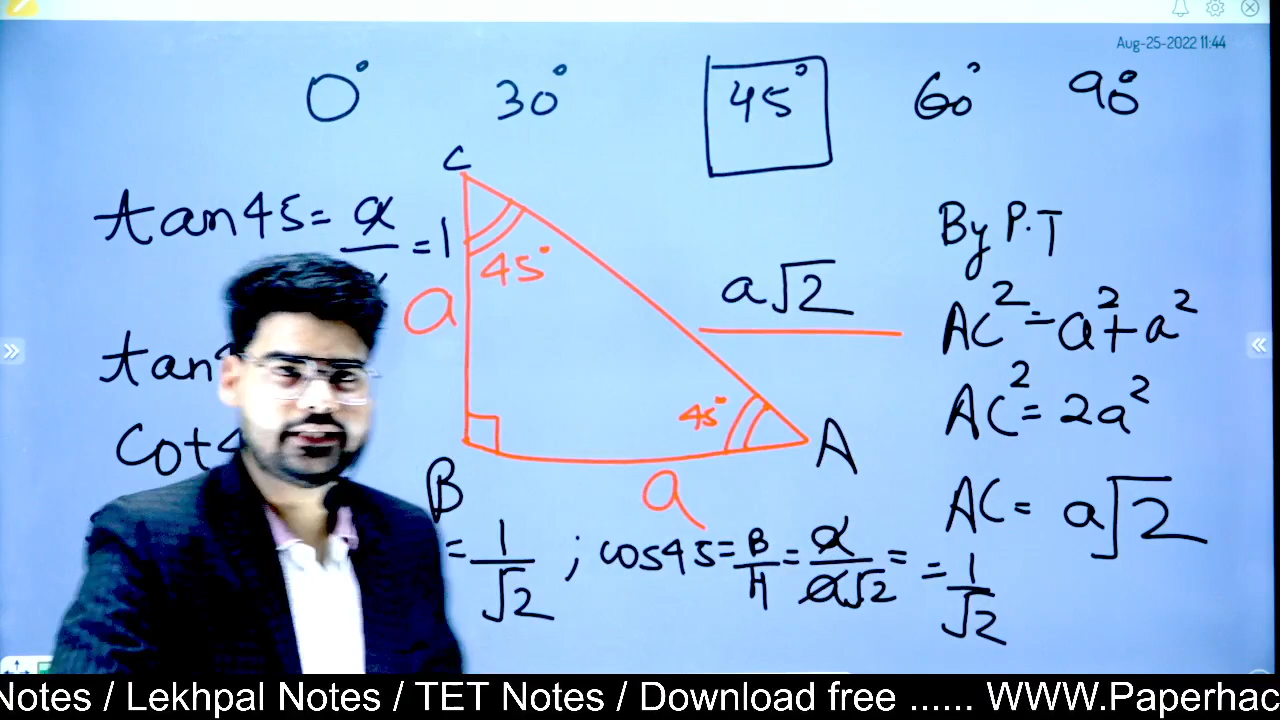 Aug-25-2022 11:44
0° 30° 45° 60° 90°
C
tan45 = a/ =1
45°
a
a√2
By P.T
AC² = a² + a²
tan
45°
AC² = 2a²
cot4
A
B
a
AC = a√2
= 1/√2 ; cos45 = B/H = a/a√2 = = 1/√2
Notes / Lekhpal Notes / TET Notes / Download free ...... WWW.Paperhac